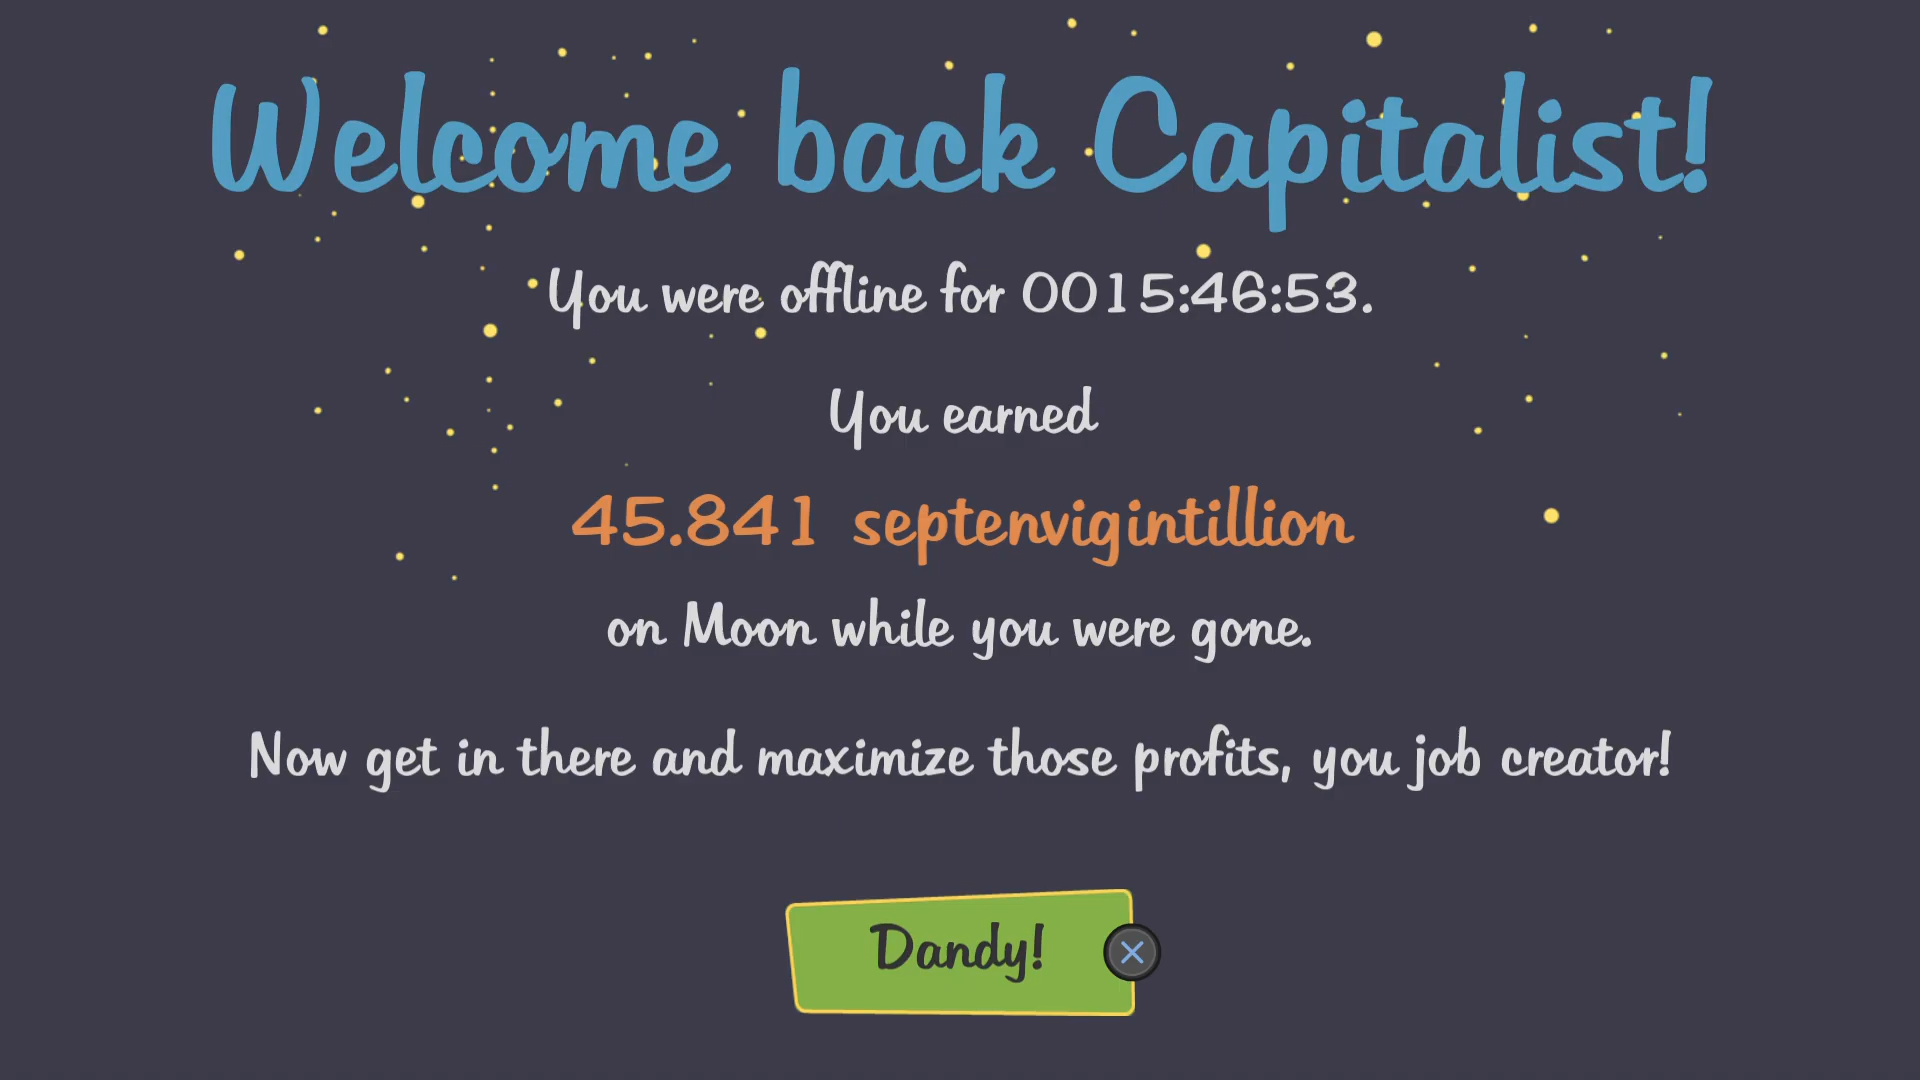 Welcome back Capitalist!
You were offline for 0015:46:53.
You earned
45.841 septenvigintillion
on Moon while you were gone.
Now get in there and maximize those profits, you job creator!
Dandy!